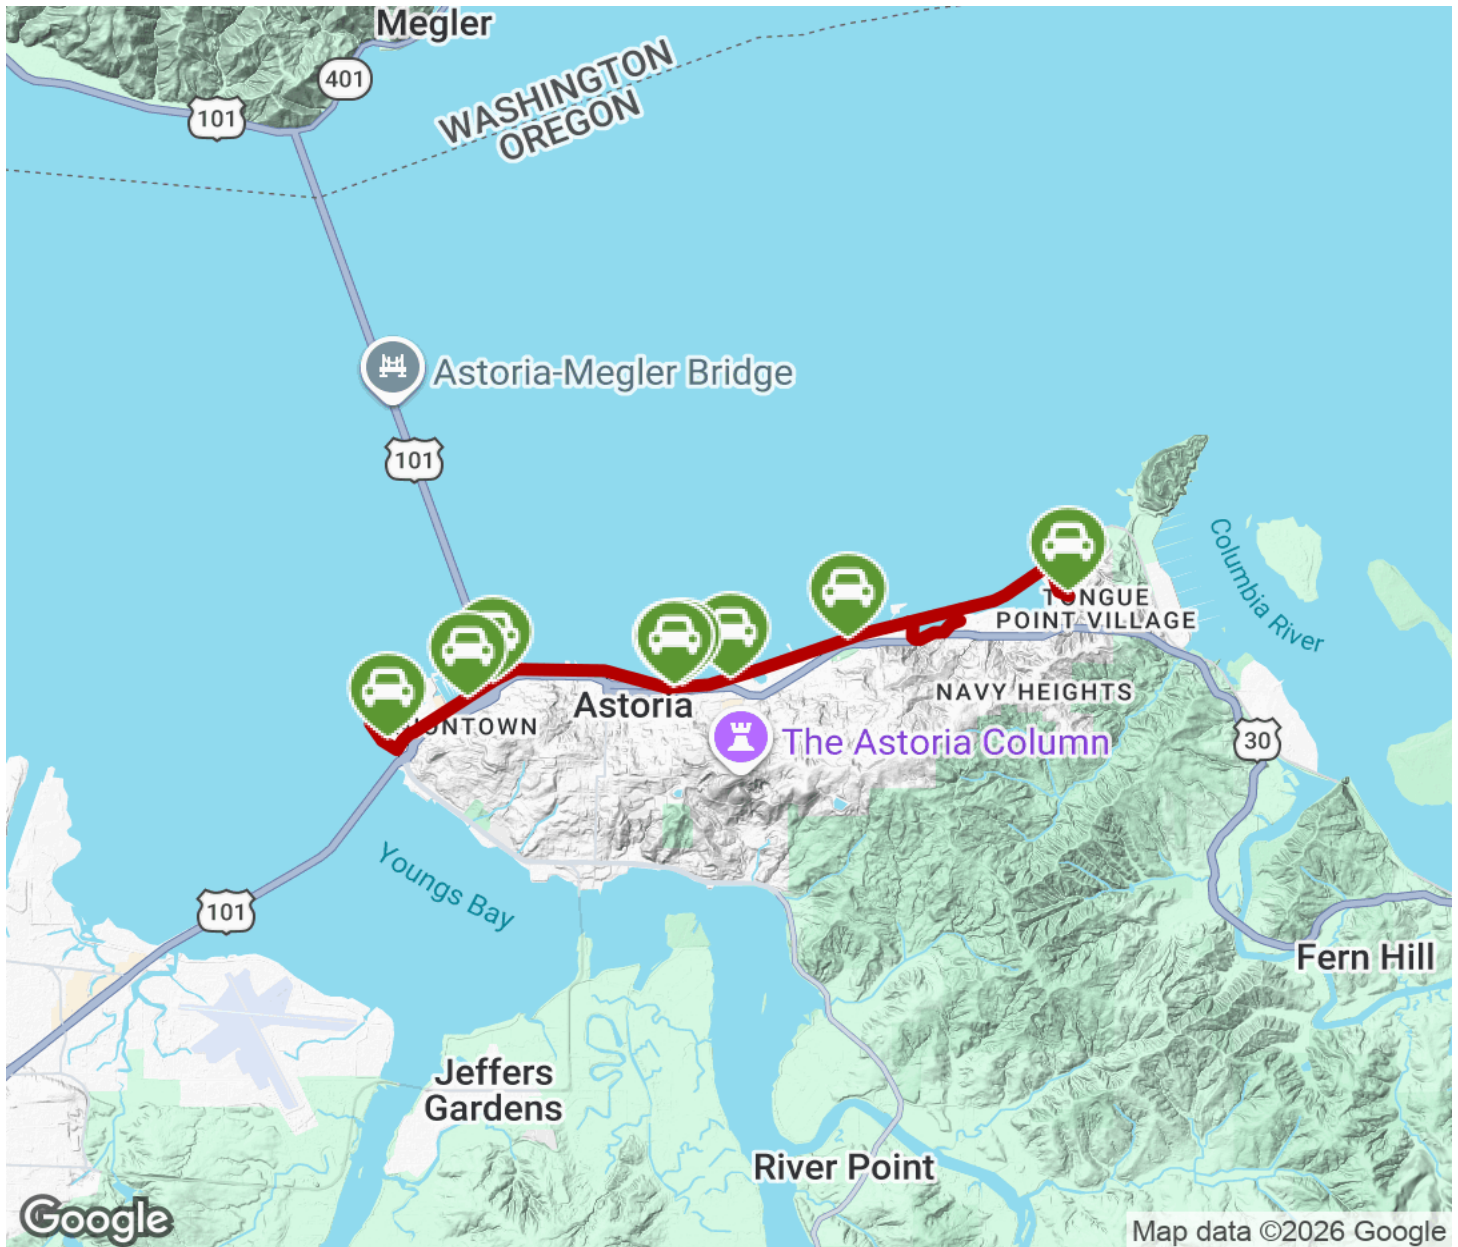 Megler
401
101
WASHINGTON
OREGON
Astoria-Megler Bridge
101
Columbia River
TONGUE
POINT VILLAGE
NAVY HEIGHTS
Astoria
The Astoria Column
30
Youngs Bay
101
Fern Hill
Jeffers
Gardens
River Point
Google
Map data ©2026 Google